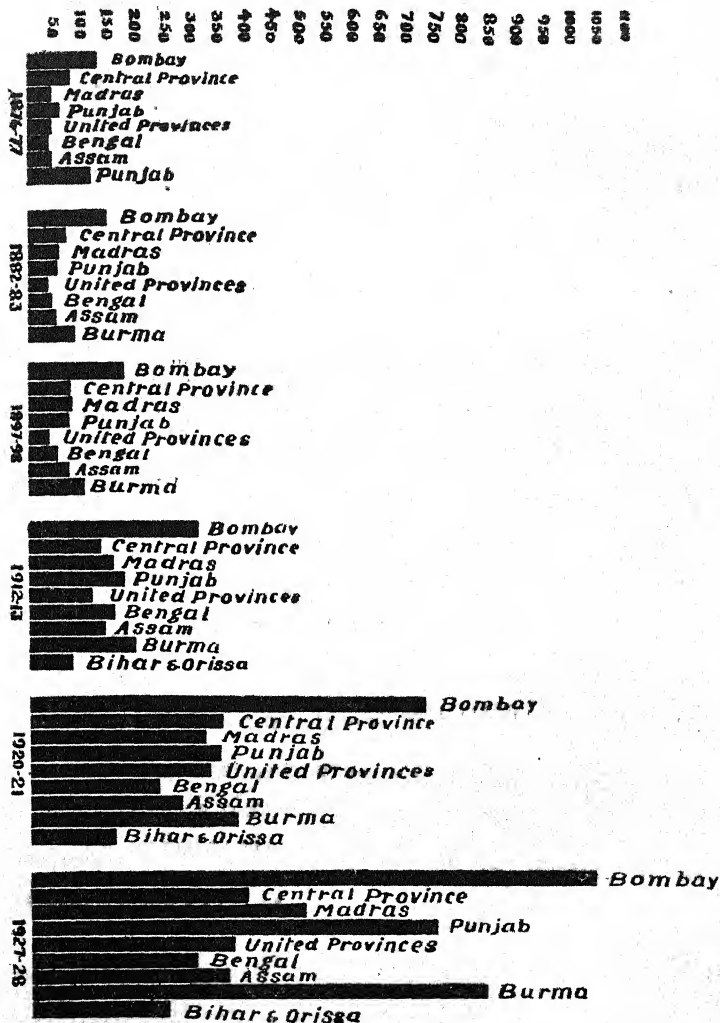 50 100 150 200 250 300 350 400 450 500 550 600 650 700 750 800 850 900 950 1000 1050 1100
1876-77
Bombay
Central Province
Madras
Punjab
United Provinces
Bengal
Assam
Punjab
1882-83
Bombay
Central Province
Madras
Punjab
United Provinces
Bengal
Assam
Burma
1897-98
Bombay
Central Province
Madras
Punjab
United Provinces
Bengal
Assam
Burma
1912-13
Bombay
Central Province
Madras
Punjab
United Provinces
Bengal
Assam
Burma
Bihar & Orissa
1920-21
Bombay
Central Province
Madras
Punjab
United Provinces
Bengal
Assam
Burma
Bihar & Orissa
1927-28
Bombay
Central Province
Madras
Punjab
United Provinces
Bengal
Assam
Burma
Bihar & Orissa